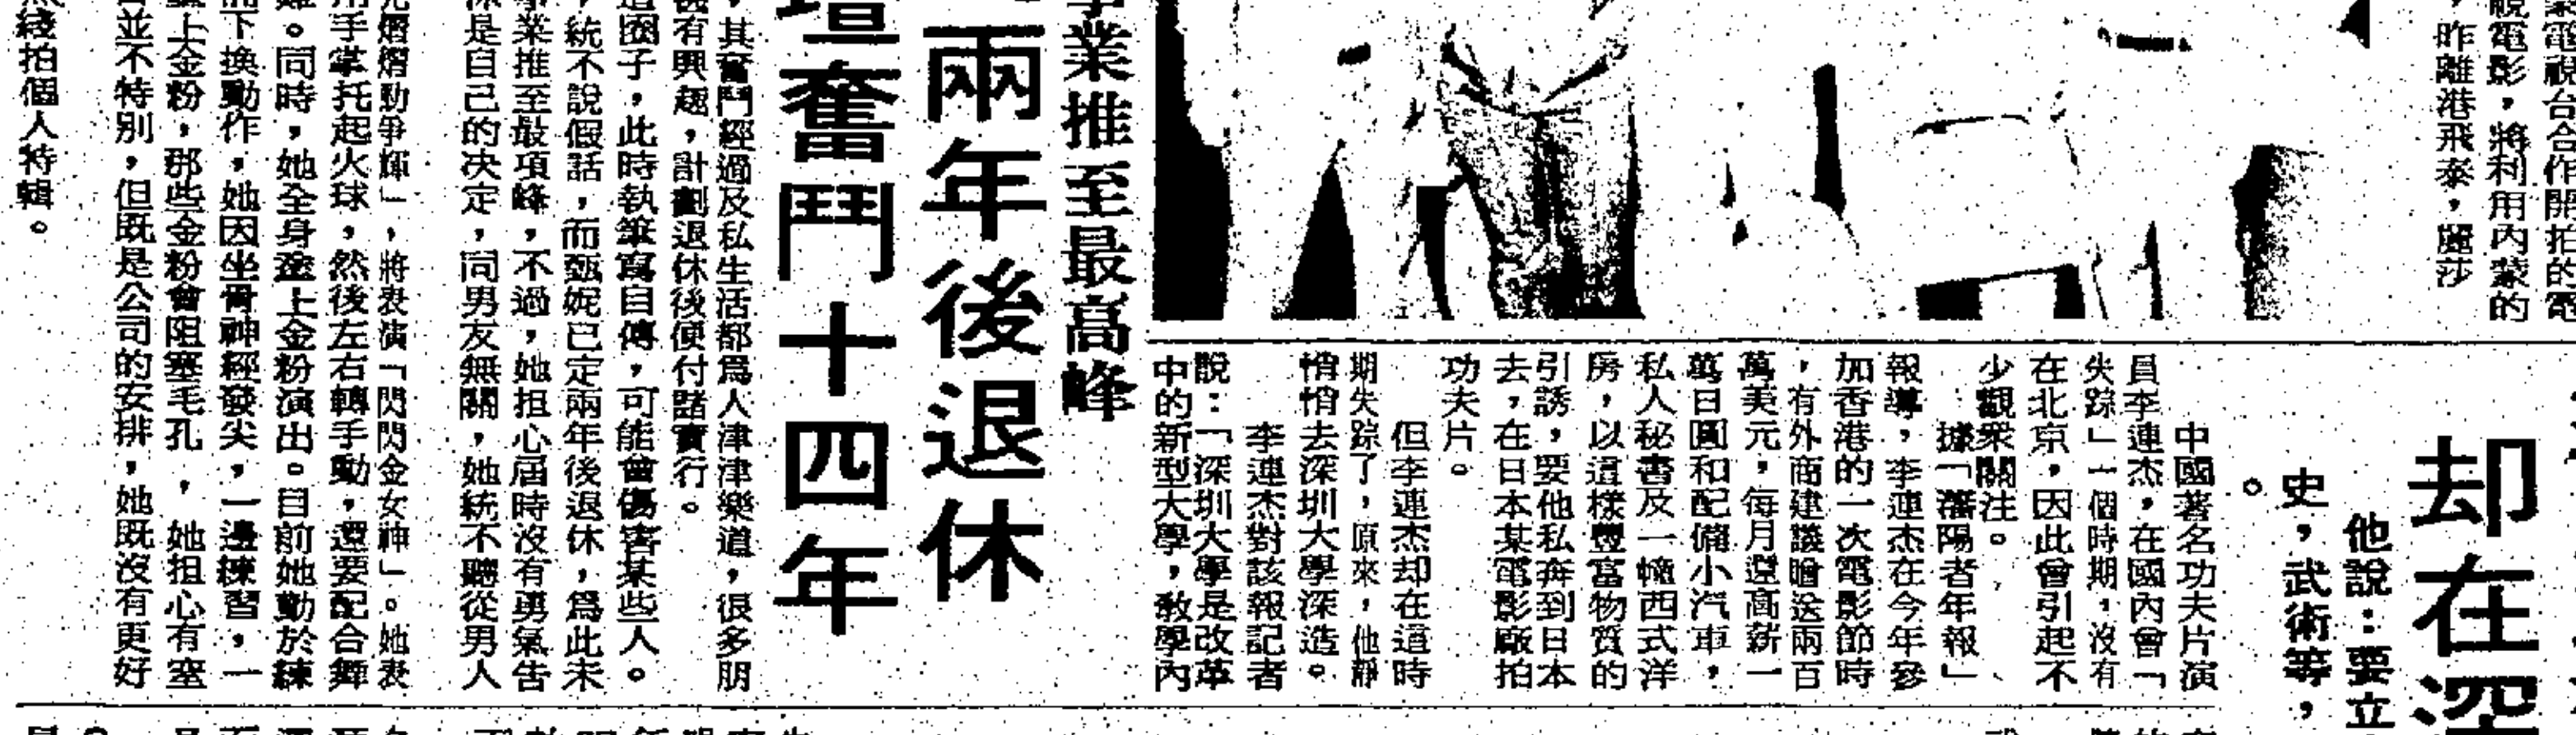 電視台合作開拍的電
視電影，將利用內蒙的
，昨離港飛泰，麗莎
却在深
他說：要立
史，武術等，
。
中國著名功夫片演
員李連杰，在國內曾「
失踪」一個時期，沒有
在北京，因此曾引起不
少觀衆關注。
據「瀋陽青年報」
報導，李連杰在今年參
加香港的一次電影節時
，有外商建議贈送兩百
萬美元，每月還高薪一
萬日圓和配備小汽車，
私人秘書及一幢西式洋
房，以這樣豐富物質的
引誘，要他私奔到日本
去，在日本某電影廠拍
功夫片。
但李連杰却在這時
期失踪了，原來，他靜
悄悄去深圳大學深造。
李連杰對該報記者
說：「深圳大學是改革
中的新型大學，教學內
事業推至最高峰
兩年後退休
壇奮鬥十四年
，其奮鬥經過及私生活都爲人津津樂道，很多朋
有興趣，計劃退休後便付諸實行。
這圈子，此時執筆寫自傳，可能會傷害某些人。
，統不說假話，而甄妮已定兩年後退休，爲此未
事業推至最項峰，不過，她担心屆時沒有勇氣告
休是自己的决定，同男友無關，她統不聽從男人
光熠熠勁爭輝」，將表演「閃閃金女神」。她表
用手掌托起火球，然後左右轉手動，還要配合舞
難。同時，她全身塗上金粉演出。目前她勤於練
下換動作，她因坐骨神經發尖，一邊揀習，一
上金粉，那些金粉會阻塞毛孔，她担心有窒
並不特別，但既是公司的安排，她既沒有更好
綫拍個人特輯。